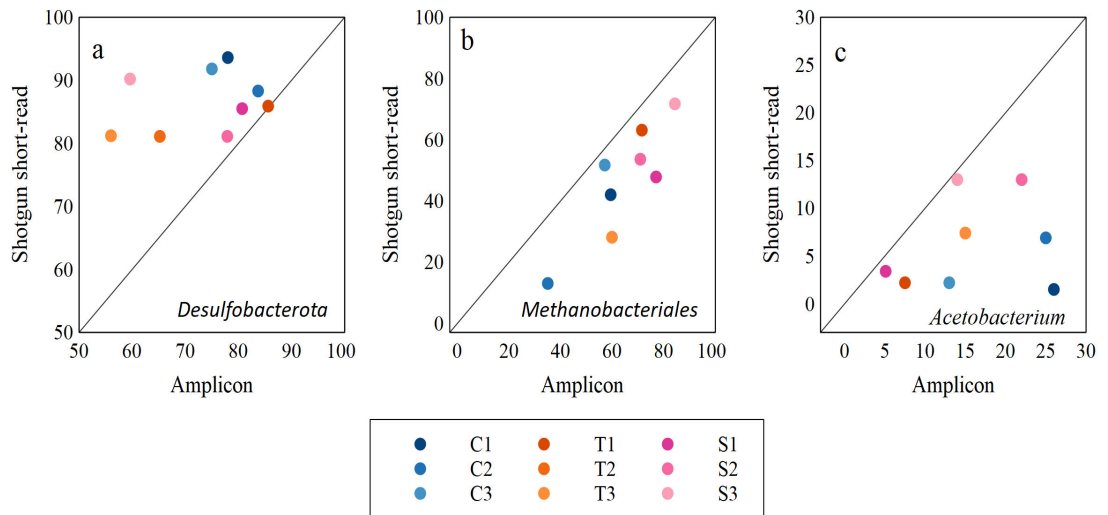 a
Shotgun short-read
100
90
80
70
60
50
Desulfobacterota
50 60 70 80 90 100
Amplicon
b
Shotgun short-read
100
80
60
40
20
0
Methanobacteriales
0 20 40 60 80 100
Amplicon
c
Shotgun short-read
30
25
20
15
10
5
0
Acetobacterium
0 5 10 15 20 25 30
Amplicon
C1 T1 S1
C2 T2 S2
C3 T3 S3